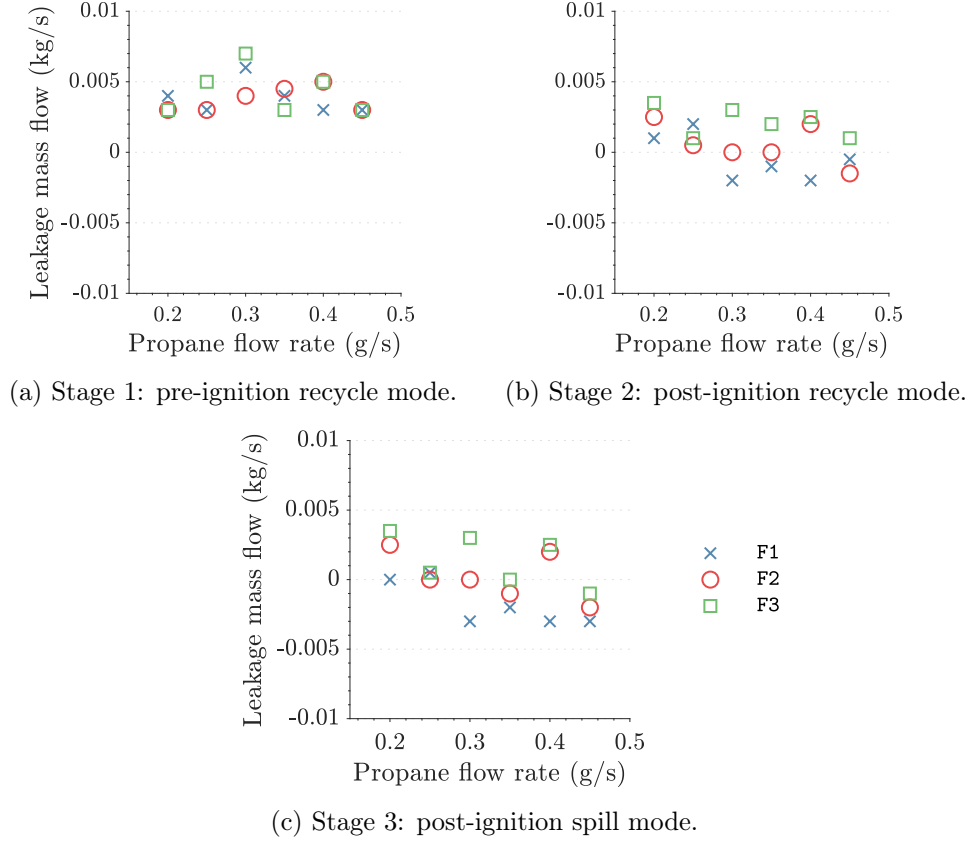 0.01
0.005
0
-0.005
-0.01
Leakage mass flow (kg/s)
0.2 0.3 0.4 0.5
Propane flow rate (g/s)
(a) Stage 1: pre-ignition recycle mode.
0.01
0.005
0
-0.005
-0.01
0.2 0.3 0.4 0.5
Propane flow rate (g/s)
(b) Stage 2: post-ignition recycle mode.
0.01
0.005
0
-0.005
-0.01
Leakage mass flow (kg/s)
0.2 0.3 0.4 0.5
Propane flow rate (g/s)
F1
F2
F3
(c) Stage 3: post-ignition spill mode.